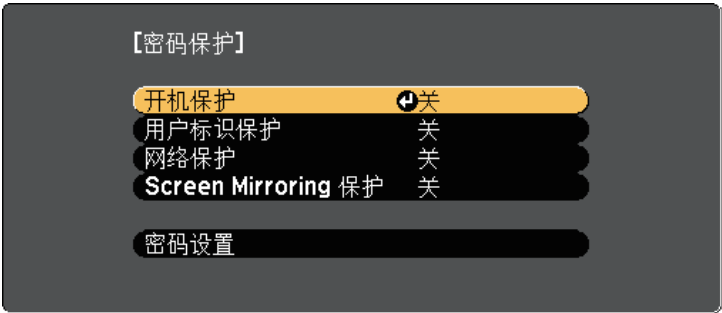 [密码保护]
开机保护 关
用户标识保护 关
网络保护 关
Screen Mirroring 保护 关
密码设置